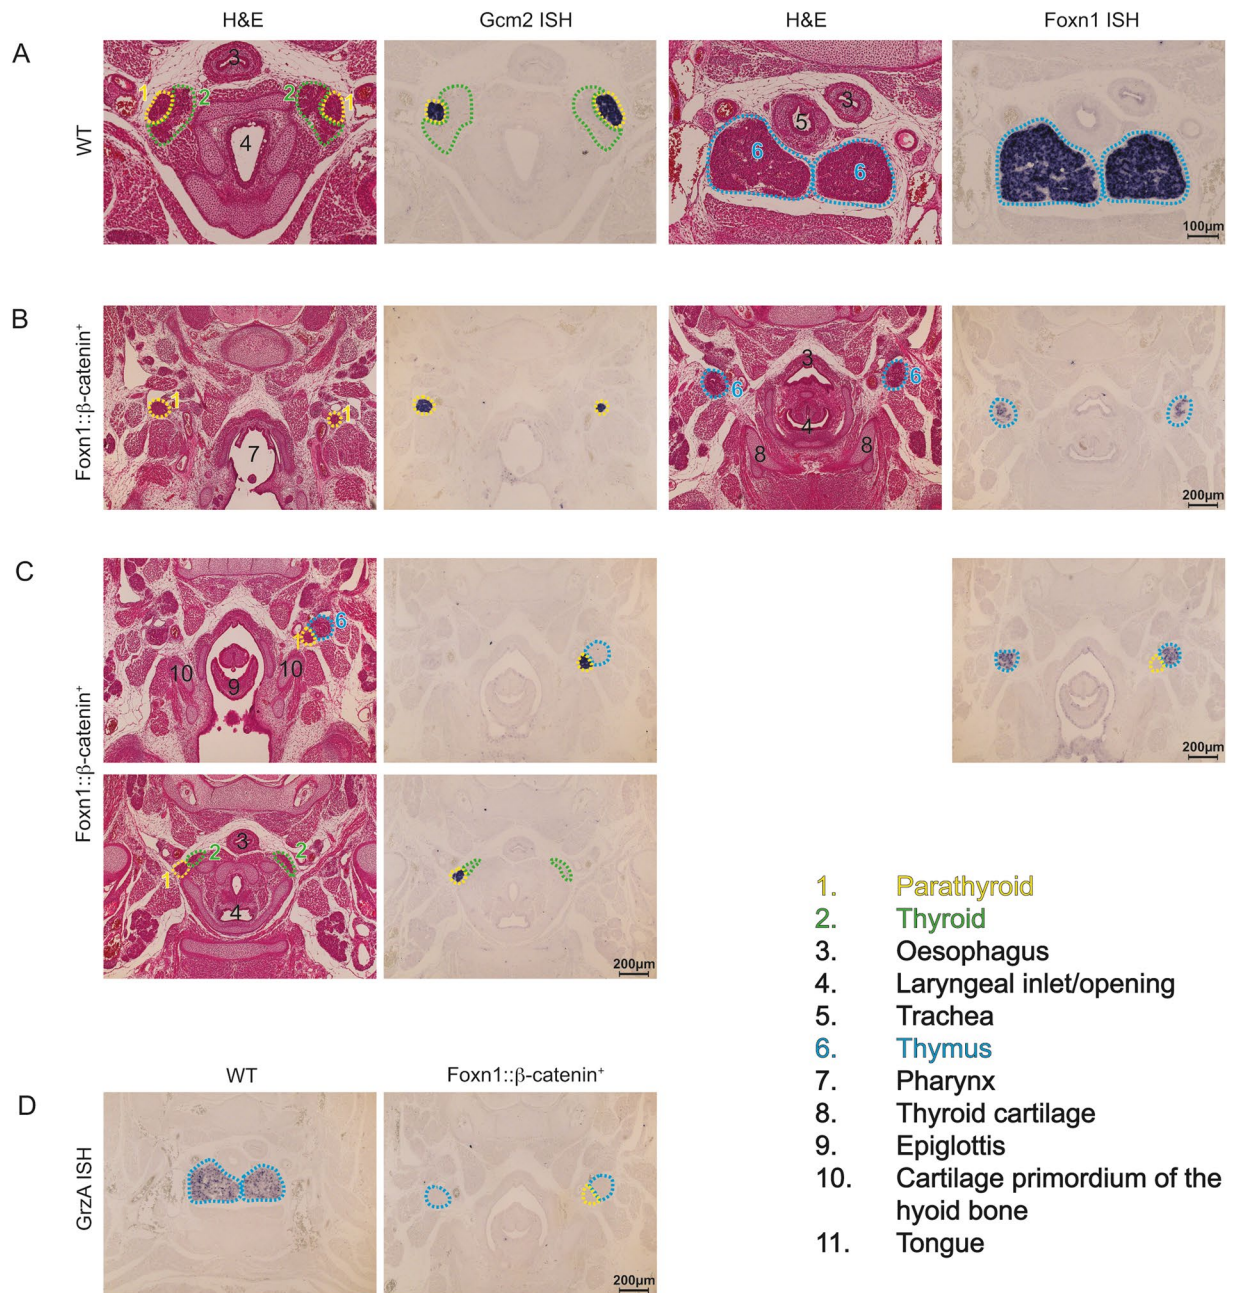 H&E
Gcm2 ISH
H&E
Foxn1 ISH
A
WT
1
2
3
2
1
4
3
5
6
6
100μm
B
Foxn1::β-catenin⁺
1
1
7
3
6
6
4
8
8
200μm
C
Foxn1::β-catenin⁺
1
6
10
9
10
200μm
3
2
2
1
4
200μm
1. Parathyroid
2. Thyroid
3. Oesophagus
4. Laryngeal inlet/opening
5. Trachea
6. Thymus
7. Pharynx
8. Thyroid cartilage
9. Epiglottis
10. Cartilage primordium of the
hyoid bone
11. Tongue
WT
Foxn1::β-catenin⁺
D
GrzA ISH
200μm